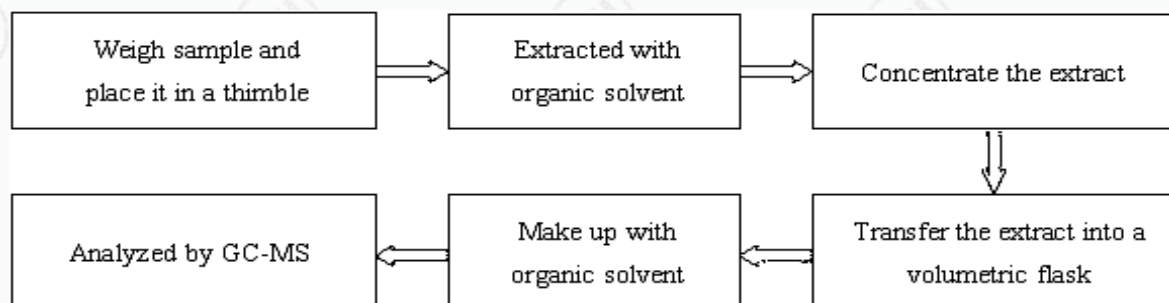 Weigh sample and
place it in a thimble
Extracted with
organic solvent
Concentrate the extract
Transfer the extract into a
volumetric flask
Make up with
organic solvent
Analyzed by GC-MS